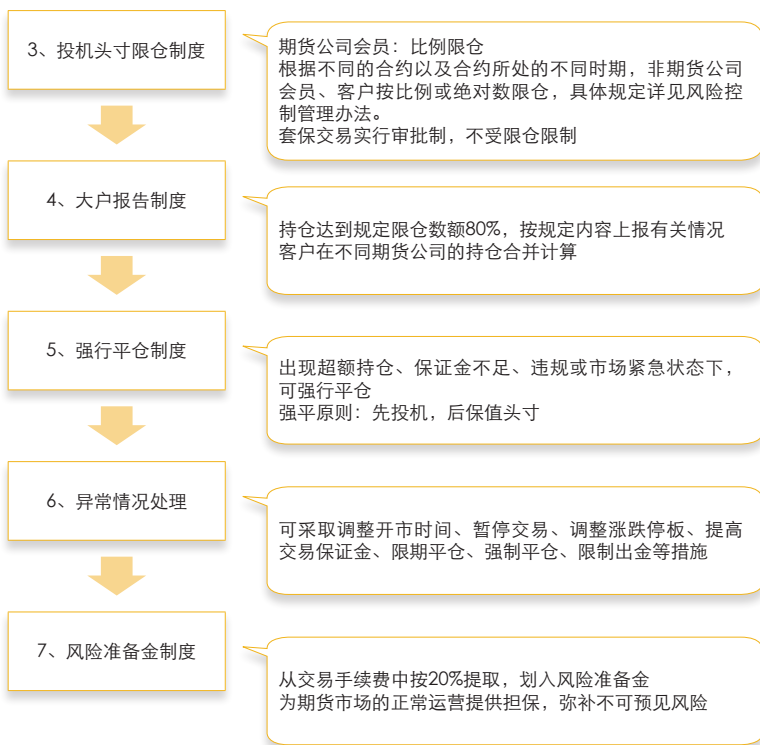 3、投机头寸限仓制度
期货公司会员：比例限仓
根据不同的合约以及合约所处的不同时期，非期货公司
会员、客户按比例或绝对数限仓，具体规定详见风险控
制管理办法。
套保交易实行审批制，不受限仓限制
4、大户报告制度
持仓达到规定限仓数额80%，按规定内容上报有关情况
客户在不同期货公司的持仓合并计算
5、强行平仓制度
出现超额持仓、保证金不足、违规或市场紧急状态下，
可强行平仓
强平原则：先投机，后保值头寸
6、异常情况处理
可采取调整开市时间、暂停交易、调整涨跌停板、提高
交易保证金、限期平仓、强制平仓、限制出金等措施
7、风险准备金制度
从交易手续费中按20%提取，划入风险准备金
为期货市场的正常运营提供担保，弥补不可预见风险